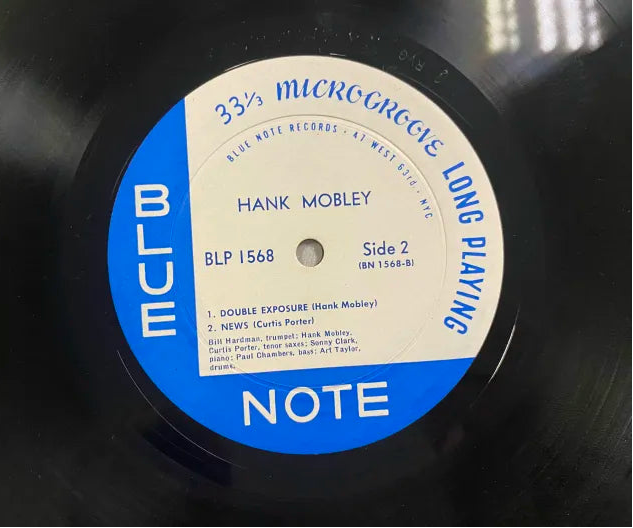 33⅓ MICROGROOVE LONG PLAYING
BLUE NOTE RECORDS · 47 WEST 63rd · NYC
HANK MOBLEY
BLP 1568
Side 2
(BN 1568-B)
1. DOUBLE EXPOSURE (Hank Mobley)
2. NEWS (Curtis Porter)
Bill Hardman, trumpet; Hank Mobley,
Curtis Porter, tenor saxes; Sonny Clark,
piano; Paul Chambers, bass; Art Taylor,
drums.
BLUE
NOTE